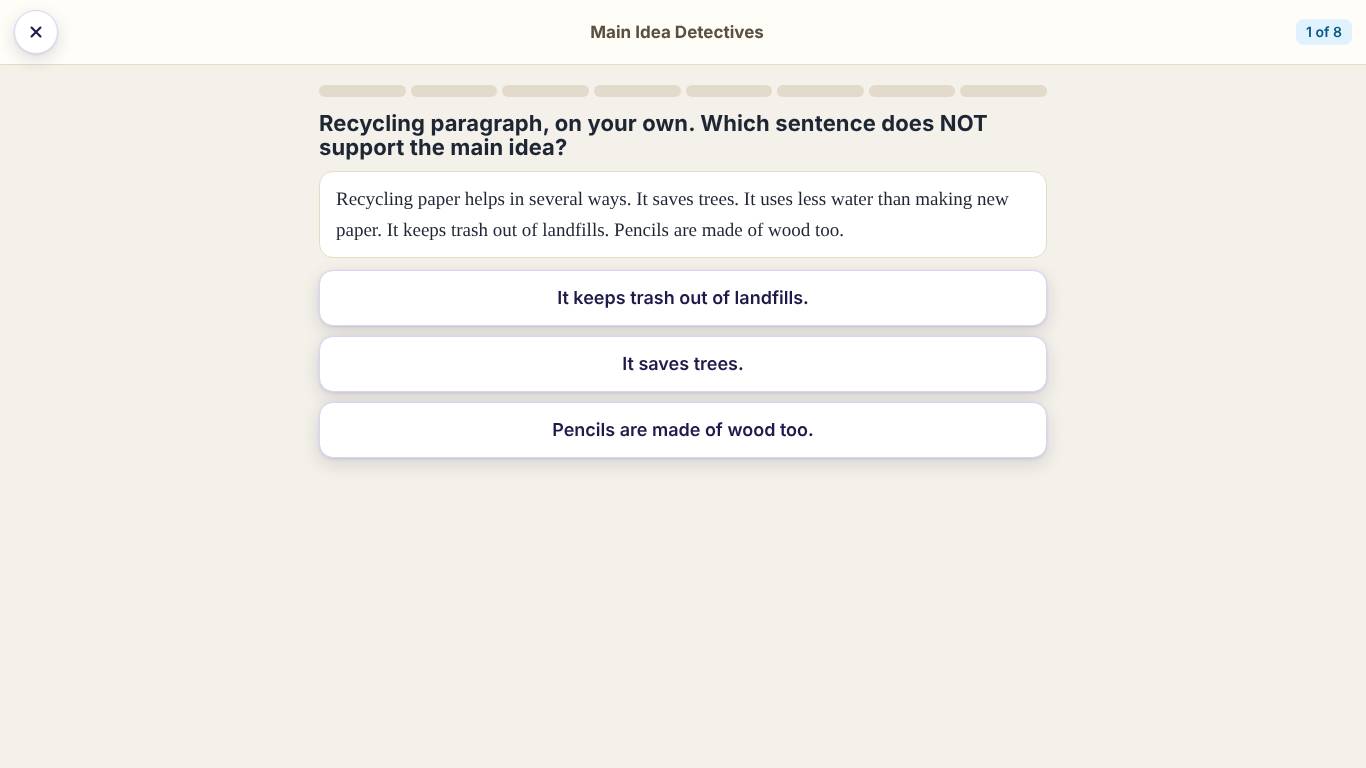 Main Idea Detectives
1 of 8
Recycling paragraph, on your own. Which sentence does NOT
support the main idea?
Recycling paper helps in several ways. It saves trees. It uses less water than making new
paper. It keeps trash out of landfills. Pencils are made of wood too.
It keeps trash out of landfills.
It saves trees.
Pencils are made of wood too.